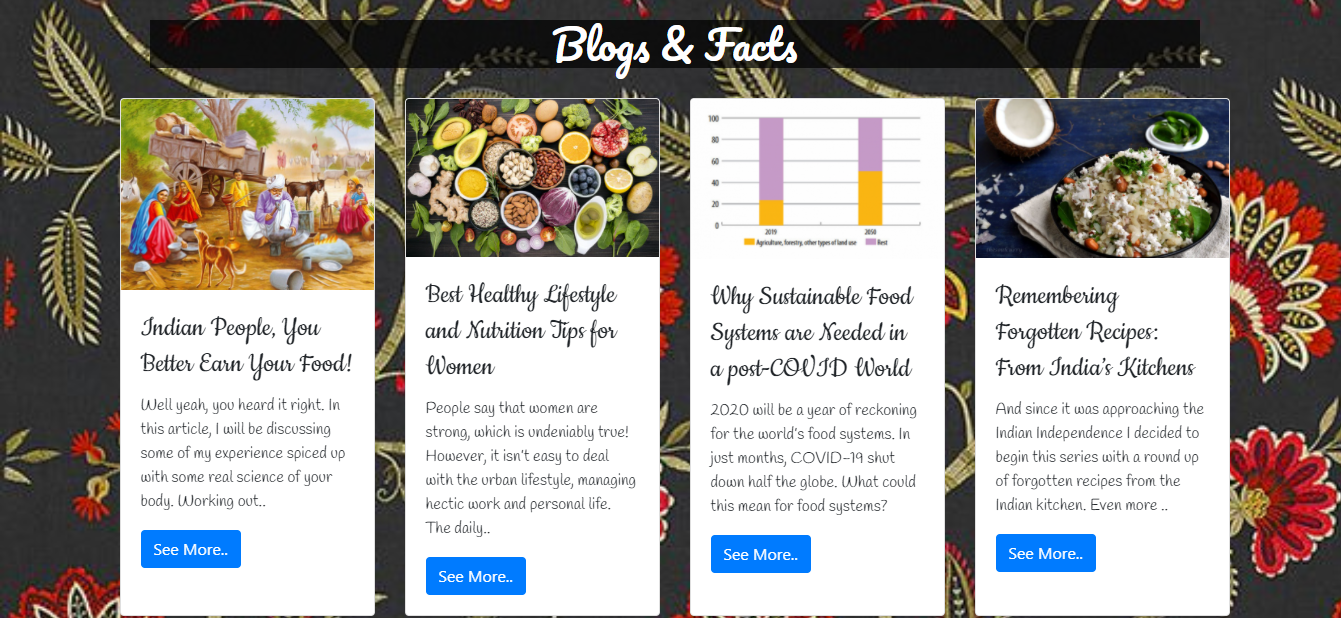 Blogs & Facts
Indian People, You
Better Earn Your Food!
Well yeah, you heard it right. In
this article, I will be discussing
some of my experience spiced up
with some real science of your
body. Working out..
See More..
Best Healthy Lifestyle
and Nutrition Tips for
Women
People say that women are
strong, which is undeniably true!
However, it isn't easy to deal
with the urban lifestyle, managing
hectic work and personal life.
The daily..
See More..
100
80
60
40
20
0
2019
2050
Agriculture, forestry, other types of land use
Rest
Why Sustainable Food
Systems are Needed in
a post-COVID World
2020 will be a year of reckoning
for the world's food systems. In
just months, COVID-19 shut
down half the globe. What could
this mean for food systems?
See More..
Remembering
Forgotten Recipes:
From India's Kitchens
And since it was approaching the
Indian Independence I decided to
begin this series with a round up
of forgotten recipes from the
Indian kitchen. Even more ..
See More..